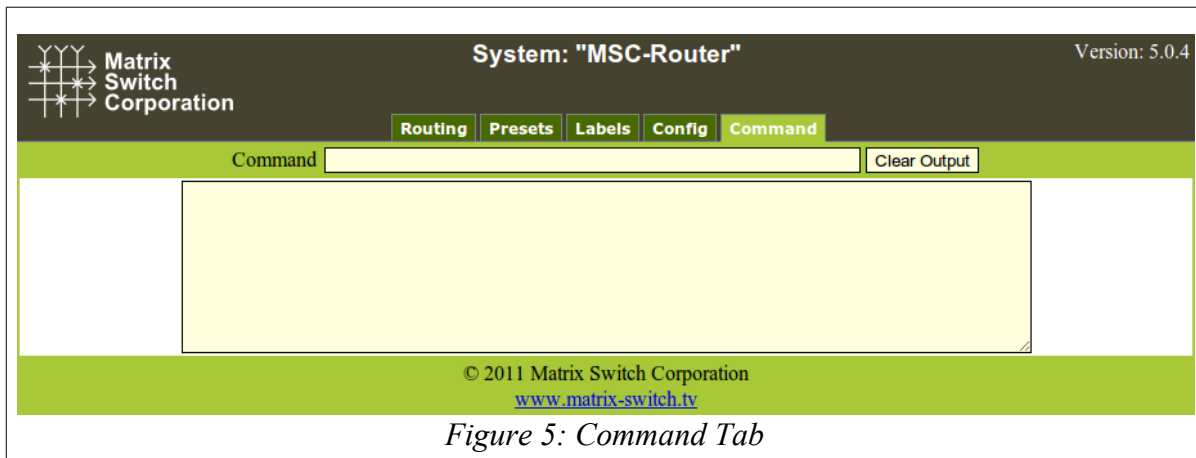 Matrix
Switch
Corporation
System: "MSC-Router"
Version: 5.0.4
Routing Presets Labels Config Command
Command Clear Output
© 2011 Matrix Switch Corporation
www.matrix-switch.tv
Figure 5: Command Tab